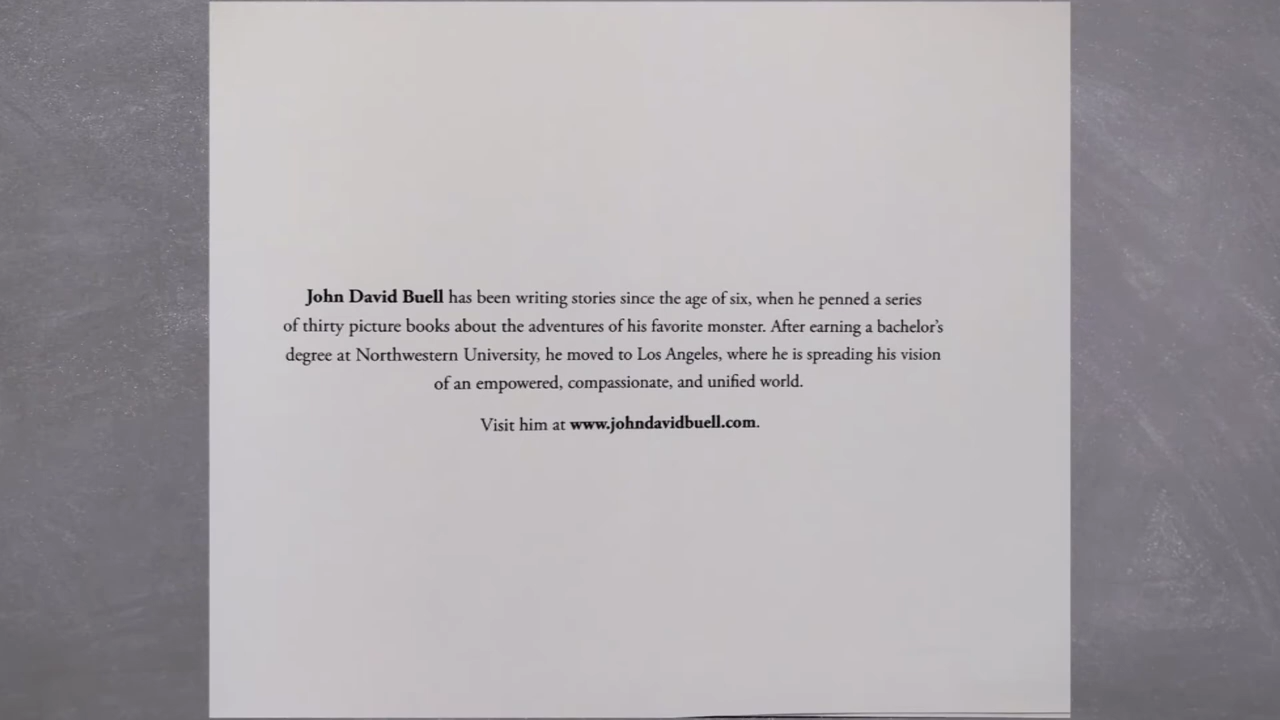 John David Buell has been writing stories since the age of six, when he penned a series
of thirty picture books about the adventures of his favorite monster. After earning a bachelor's
degree at Northwestern University, he moved to Los Angeles, where he is spreading his vision
of an empowered, compassionate, and unified world.
Visit him at www.johndavidbuell.com.